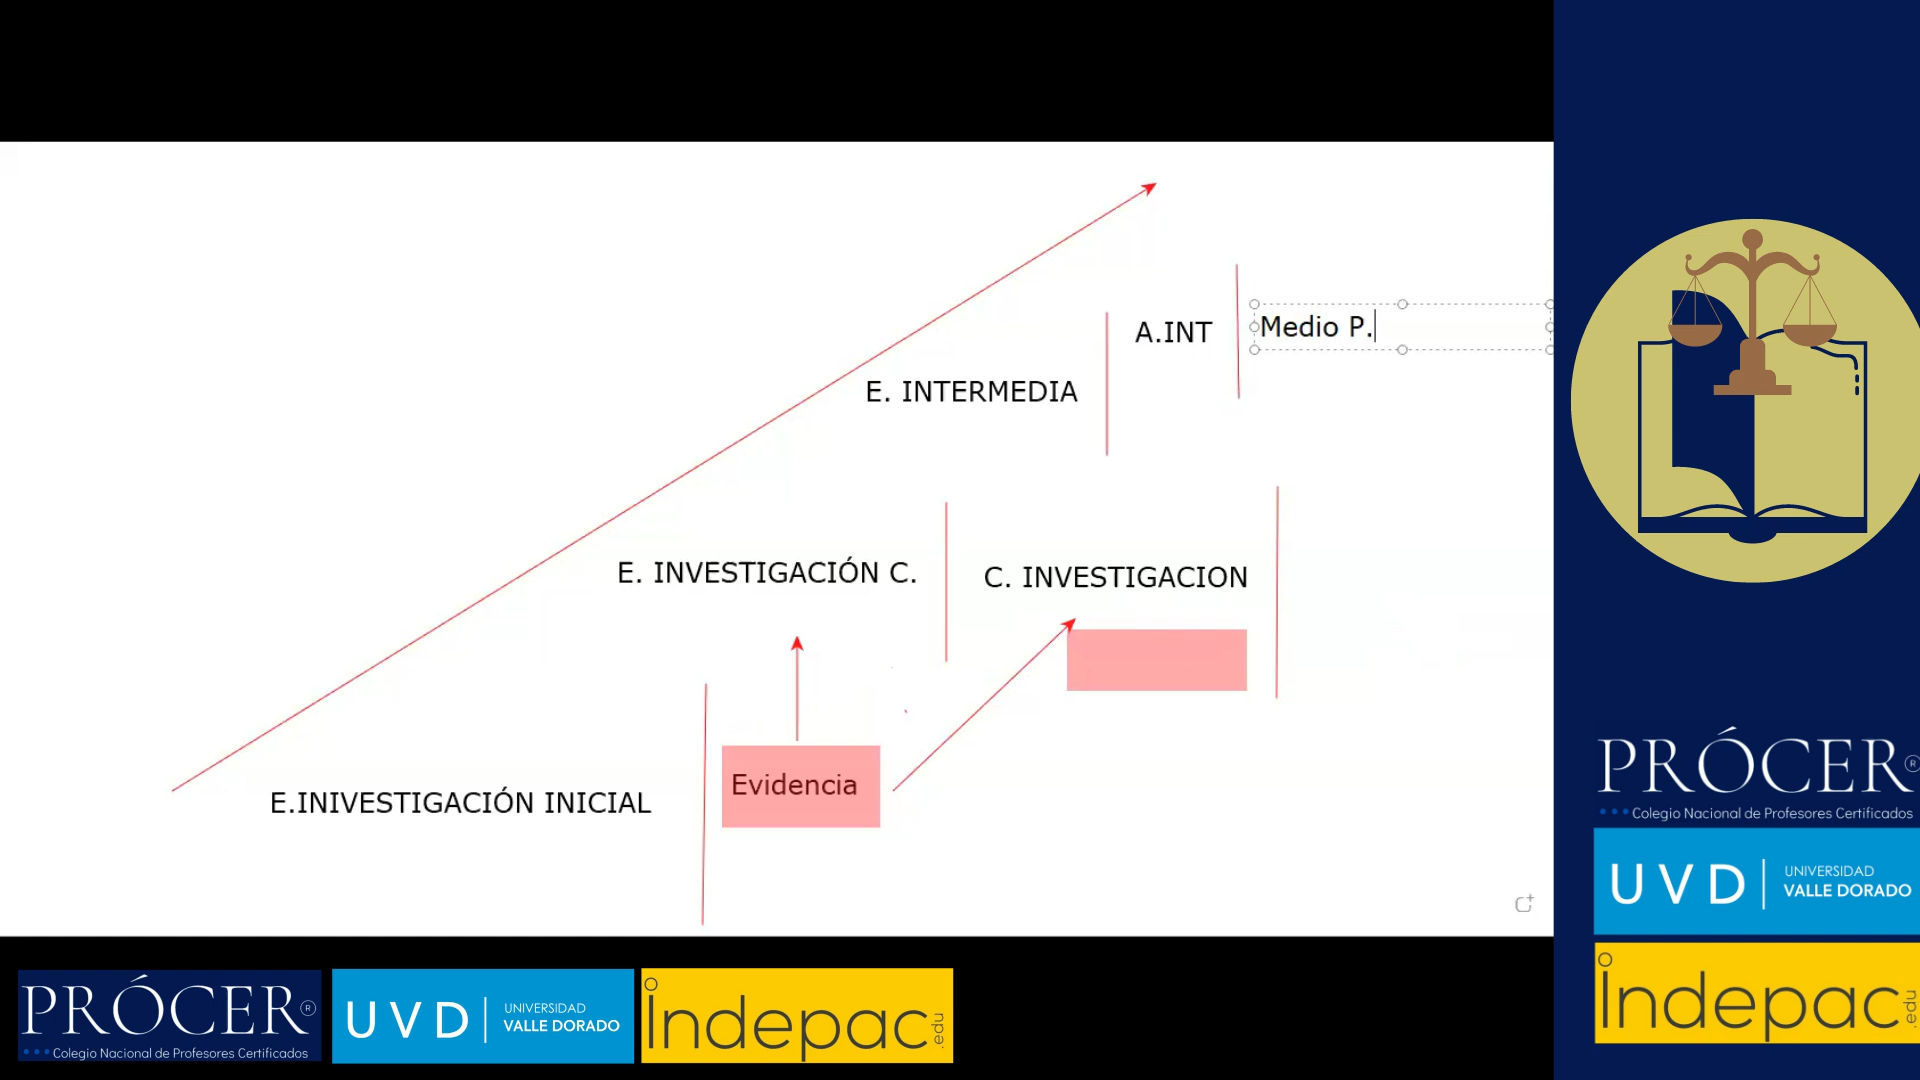 Medio P.
A.INT
E. INTERMEDIA
E. INVESTIGACIÓN C.
C. INVESTIGACION
Evidencia
E.INIVESTIGACIÓN INICIAL
PRÓCER®
Colegio Nacional de Profesores Certificados
UVD
UNIVERSIDAD
VALLE DORADO
Indepac
.edu
PRÓCER®
Colegio Nacional de Profesores Certificados
UVD
UNIVERSIDAD
VALLE DORADO
Indepac
.edu